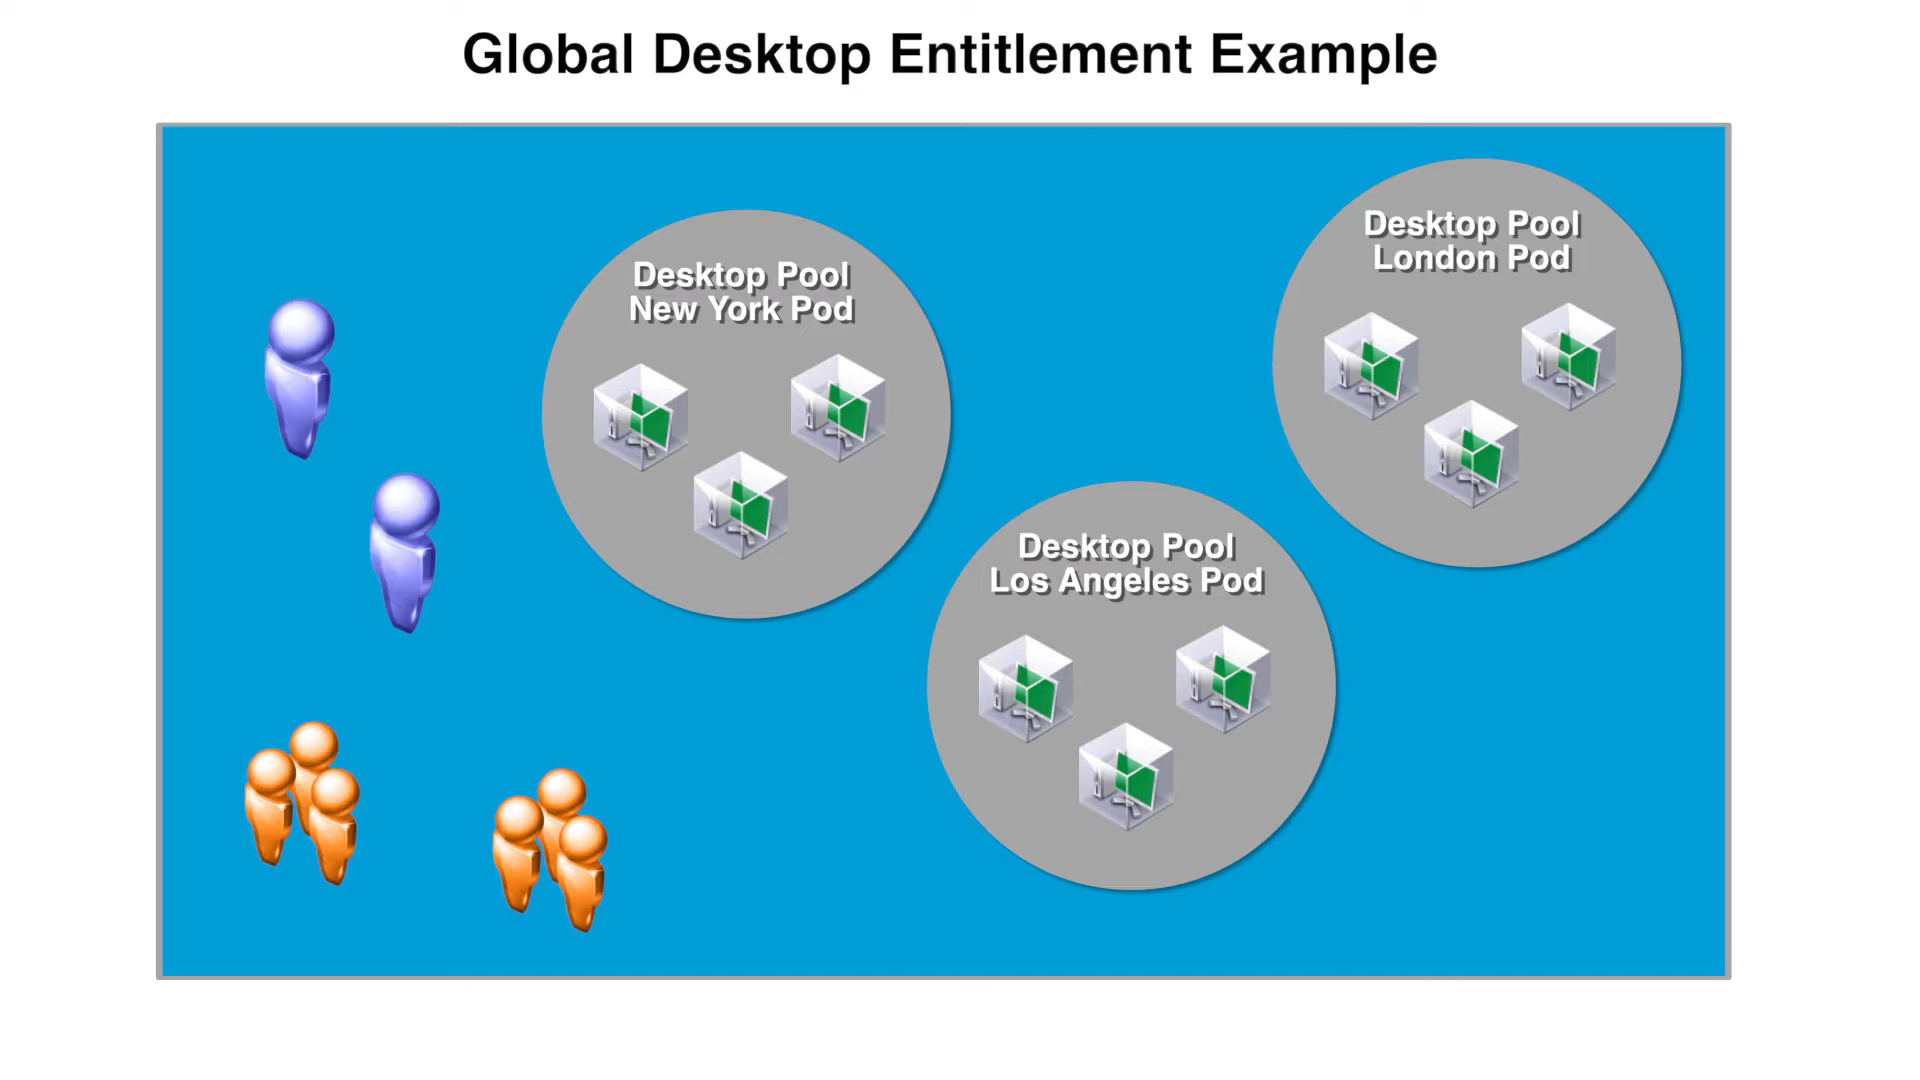 Global Desktop Entitlement Example
Desktop Pool
New York Pod
Desktop Pool
London Pod
Desktop Pool
Los Angeles Pod